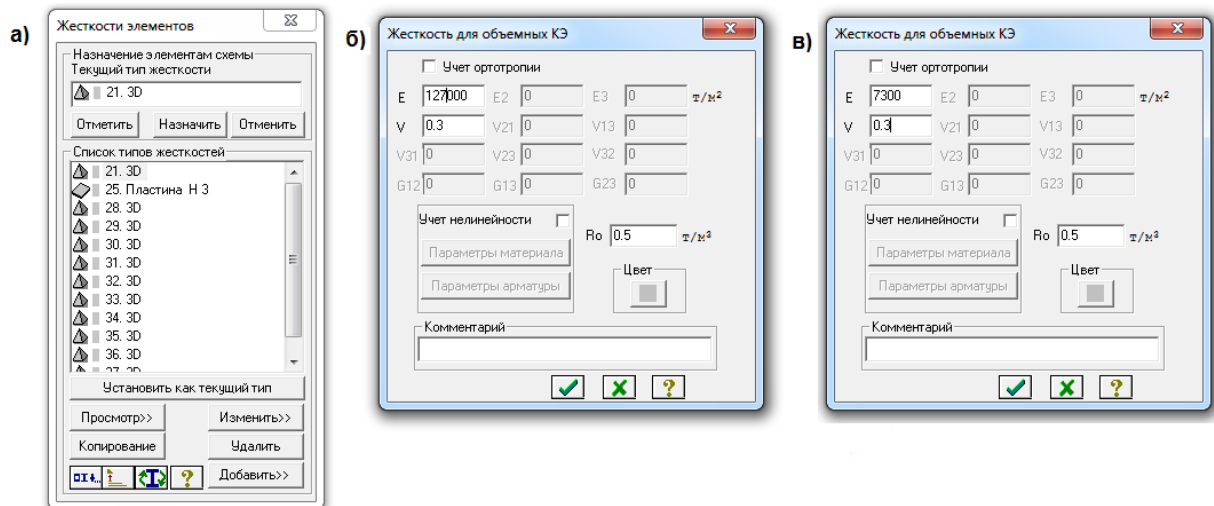 а)
Жесткости элементов
Назначение элементам схемы
Текущий тип жесткости
21. 3D
Отметить Назначить Отменить
Список типов жесткостей
21. 3D
25. Пластина Н 3
28. 3D
29. 3D
30. 3D
31. 3D
32. 3D
33. 3D
34. 3D
35. 3D
36. 3D
37. 3D
Установить как текущий тип
Просмотр>> Изменить>>
Копирование Удалить
Добавить>>
б)
Жесткость для объемных КЭ
Учет ортотропии
E 127000 E2 0 E3 0 т/м²
V 0.3 V21 0 V13 0
V31 0 V23 0 V32 0
G12 0 G13 0 G23 0
Учет нелинейности
Ro 0.5 т/м³
Параметры материала
Цвет
Параметры арматуры
Комментарий
?
в)
Жесткость для объемных КЭ
Учет ортотропии
E 7300 E2 0 E3 0 т/м²
V 0.3 V21 0 V13 0
V31 0 V23 0 V32 0
G12 0 G13 0 G23 0
Учет нелинейности
Ro 0.5 т/м³
Параметры материала
Цвет
Параметры арматуры
Комментарий
?